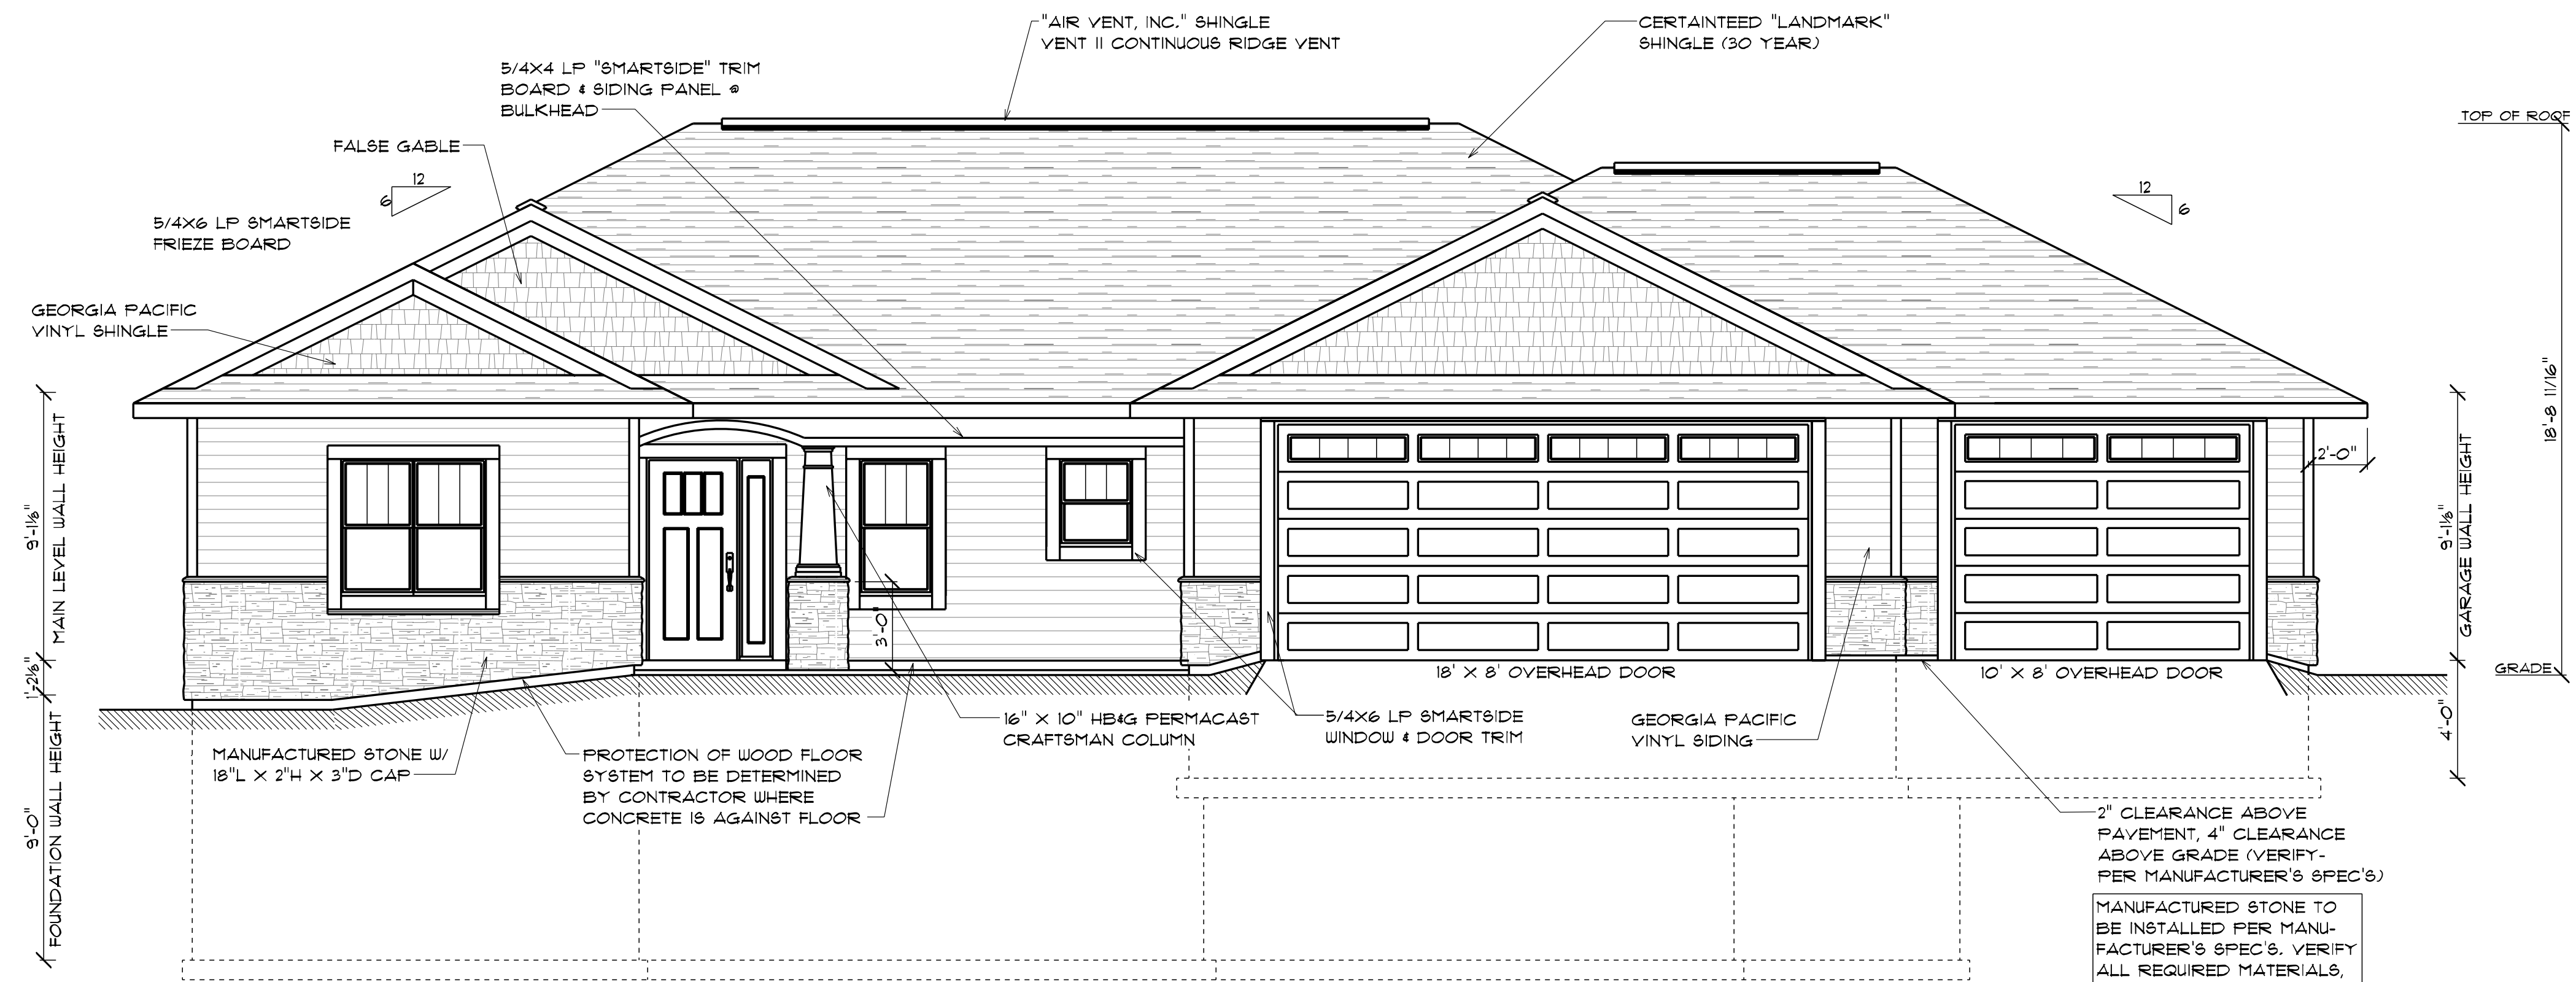 "AIR VENT, INC." SHINGLE
VENT II CONTINUOUS RIDGE VENT
CERTAINTEED "LANDMARK"
SHINGLE (30 YEAR)
5/4X4 LP "SMARTSIDE" TRIM
BOARD & SIDING PANEL @
BULKHEAD
TOP OF ROOF
FALSE GABLE
12
6
12
6
5/4X6 LP SMARTSIDE
FRIEZE BOARD
GEORGIA PACIFIC
VINYL SHINGLE
18'-8 11/16"
2'-0"
9'-1⅛"
MAIN LEVEL WALL HEIGHT
9'-1⅛"
GARAGE WALL HEIGHT
3'-0"
1'-2⅛"
18' X 8' OVERHEAD DOOR
10' X 8' OVERHEAD DOOR
GRADE
4'-0"
16" X 10" HB&G PERMACAST
CRAFTSMAN COLUMN
5/4X6 LP SMARTSIDE
WINDOW & DOOR TRIM
GEORGIA PACIFIC
VINYL SIDING
MANUFACTURED STONE W/
18"L X 2"H X 3"D CAP
PROTECTION OF WOOD FLOOR
SYSTEM TO BE DETERMINED
BY CONTRACTOR WHERE
CONCRETE IS AGAINST FLOOR
9'-0"
FOUNDATION WALL HEIGHT
2" CLEARANCE ABOVE
PAVEMENT, 4" CLEARANCE
ABOVE GRADE (VERIFY-
PER MANUFACTURER'S SPEC'S)
MANUFACTURED STONE TO
BE INSTALLED PER MANU-
FACTURER'S SPEC'S. VERIFY
ALL REQUIRED MATERIALS,